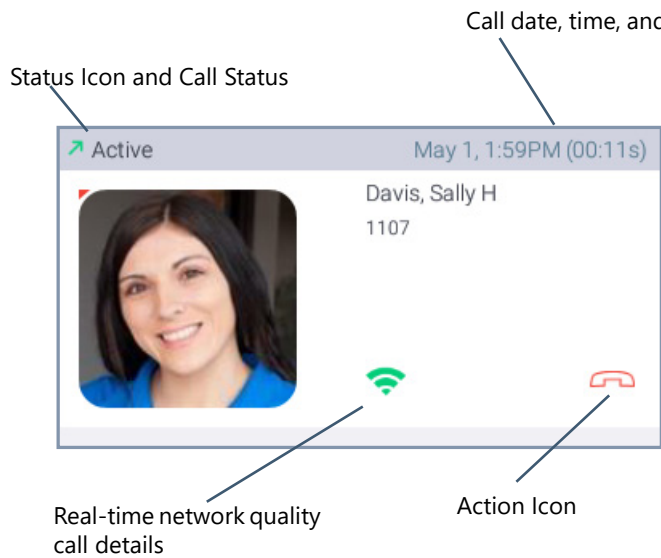 Call date, time, and
Status Icon and Call Status
Active May 1, 1:59PM (00:11s)
Davis, Sally H
1107
Real-time network quality
call details
Action Icon